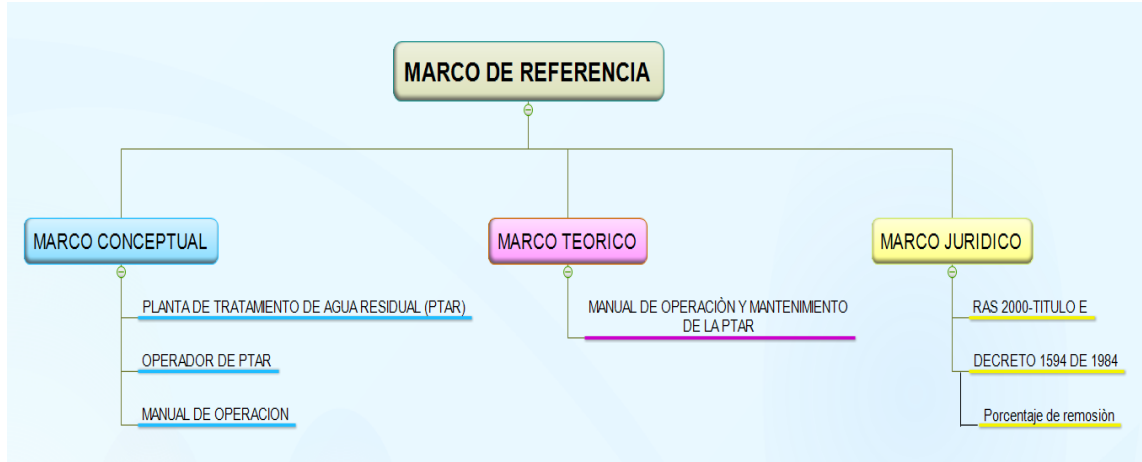 MARCO DE REFERENCIA
MARCO CONCEPTUAL
PLANTA DE TRATAMIENTO DE AGUA RESIDUAL (PTAR)
OPERADOR DE PTAR
MANUAL DE OPERACION
MARCO TEORICO
MANUAL DE OPERACIÒN Y MANTENIMIENTO
DE LA PTAR
MARCO JURIDICO
RAS 2000-TITULO E
DECRETO 1594 DE 1984
Porcentaje de remosiòn